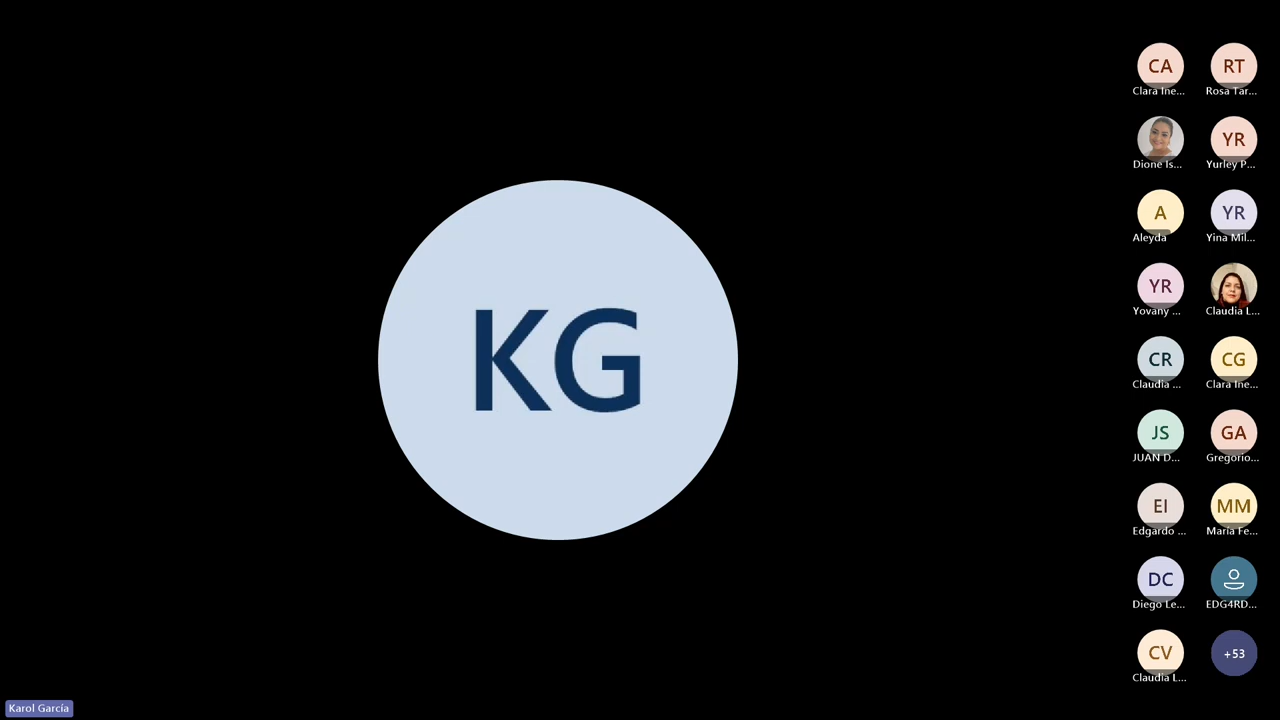 CA RT
Clara Ine... Rosa Tar...
YR
Dione Is... Yurley P...
A YR
Aleyda Yina Mil...
YR
Yovany ... Claudia L...
KG
CR CG
Claudia ... Clara Ine...
JS GA
JUAN D... Gregorio...
EI MM
Edgardo ... María Fe...
DC
Diego Le... EDG4RD...
CV +53
Claudia L...
Karol García